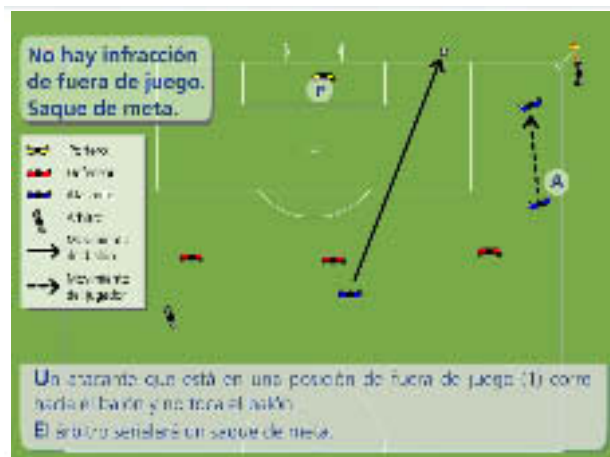 No hay infracción
de fuera de juego.
Saque de meta.
P
A
Portero
Defensor
Atacante
Árbitro
Movimiento
del balón
Movimiento
de jugador
Un atacante que está en una posición de fuera de juego (1) corre
hacia el balón y no toca el balón.
El árbitro señalará un saque de meta.